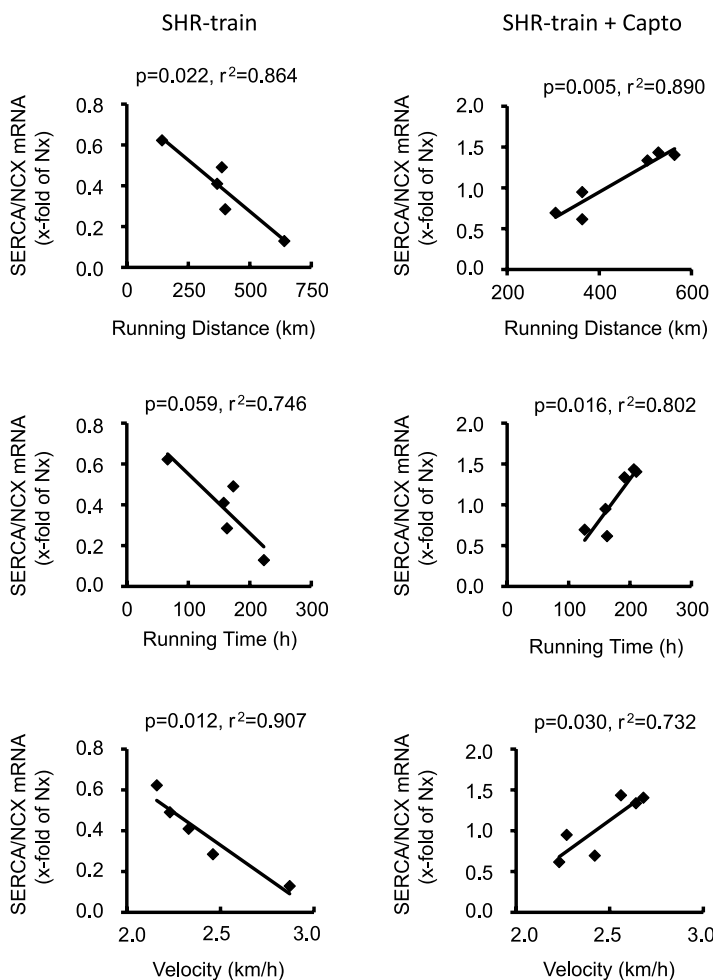 SHR-train
SHR-train + Capto
p=0.022, r²=0.864
SERCA/NCX mRNA
(x-fold of Nx)
0.8
0.6
0.4
0.2
0.0
0
250
500
750
Running Distance (km)
p=0.005, r²=0.890
SERCA/NCX mRNA
(x-fold of Nx)
2.0
1.5
1.0
0.5
0.0
200
400
600
Running Distance (km)
p=0.059, r²=0.746
SERCA/NCX mRNA
(x-fold of Nx)
0.8
0.6
0.4
0.2
0.0
0
100
200
300
Running Time (h)
p=0.016, r²=0.802
SERCA/NCX mRNA
(x-fold of Nx)
2.0
1.5
1.0
0.5
0.0
0
100
200
300
Running Time (h)
p=0.012, r²=0.907
SERCA/NCX mRNA
(x-fold of Nx)
0.8
0.6
0.4
0.2
0.0
2.0
2.5
3.0
Velocity (km/h)
p=0.030, r²=0.732
SERCA/NCX mRNA
(x-fold of Nx)
2.0
1.5
1.0
0.5
0.0
2.0
2.5
3.0
Velocity (km/h)